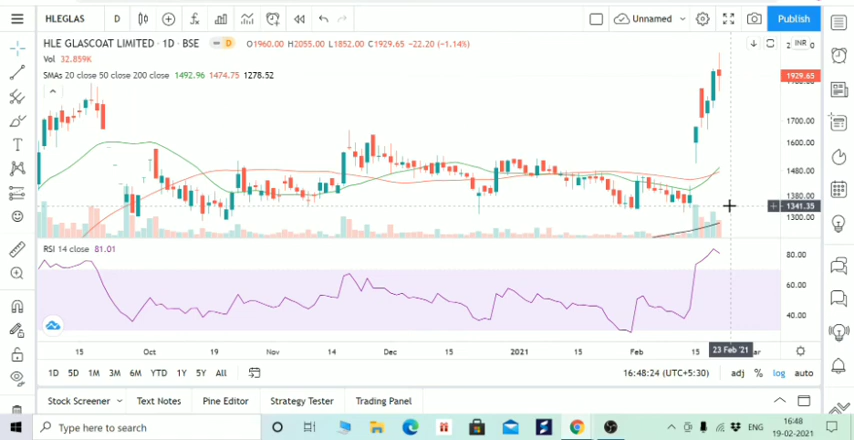 HLEGLAS D Unnamed Publish
HLE GLASCOAT LIMITED · 1D · BSE D O1960.00 H2055.00 L1852.00 C1929.65 -22.20 (-1.14%) INR
Vol 32.859K
SMAs 20 close 50 close 200 close 1492.96 1474.75 1278.52
1929.65
1700.00
1600.00
1480.00
1380.00
1341.35
1300.00
RSI 14 close 81.01
80.00
60.00
40.00
15 Oct 19 Nov 14 Dec 15 2021 15 Feb 15 23 Feb '21
1D 5D 1M 3M 6M YTD 1Y 5Y All 16:48:24 (UTC+5:30) adj % log auto
Stock Screener Text Notes Pine Editor Strategy Tester Trading Panel
Type here to search ENG 16:48
19-02-2021